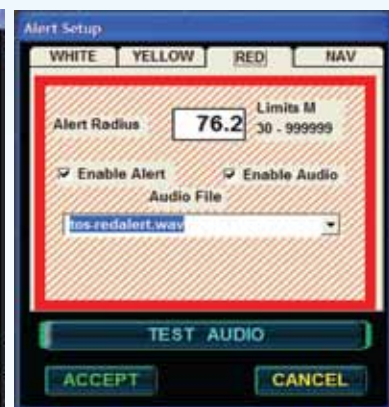 Alert Setup
WHITE YELLOW RED NAV
Alert Radius 76.2 Limits M
30 - 999999
Enable Alert Enable Audio
Audio File
tos-redalert.wav
TEST AUDIO
ACCEPT CANCEL